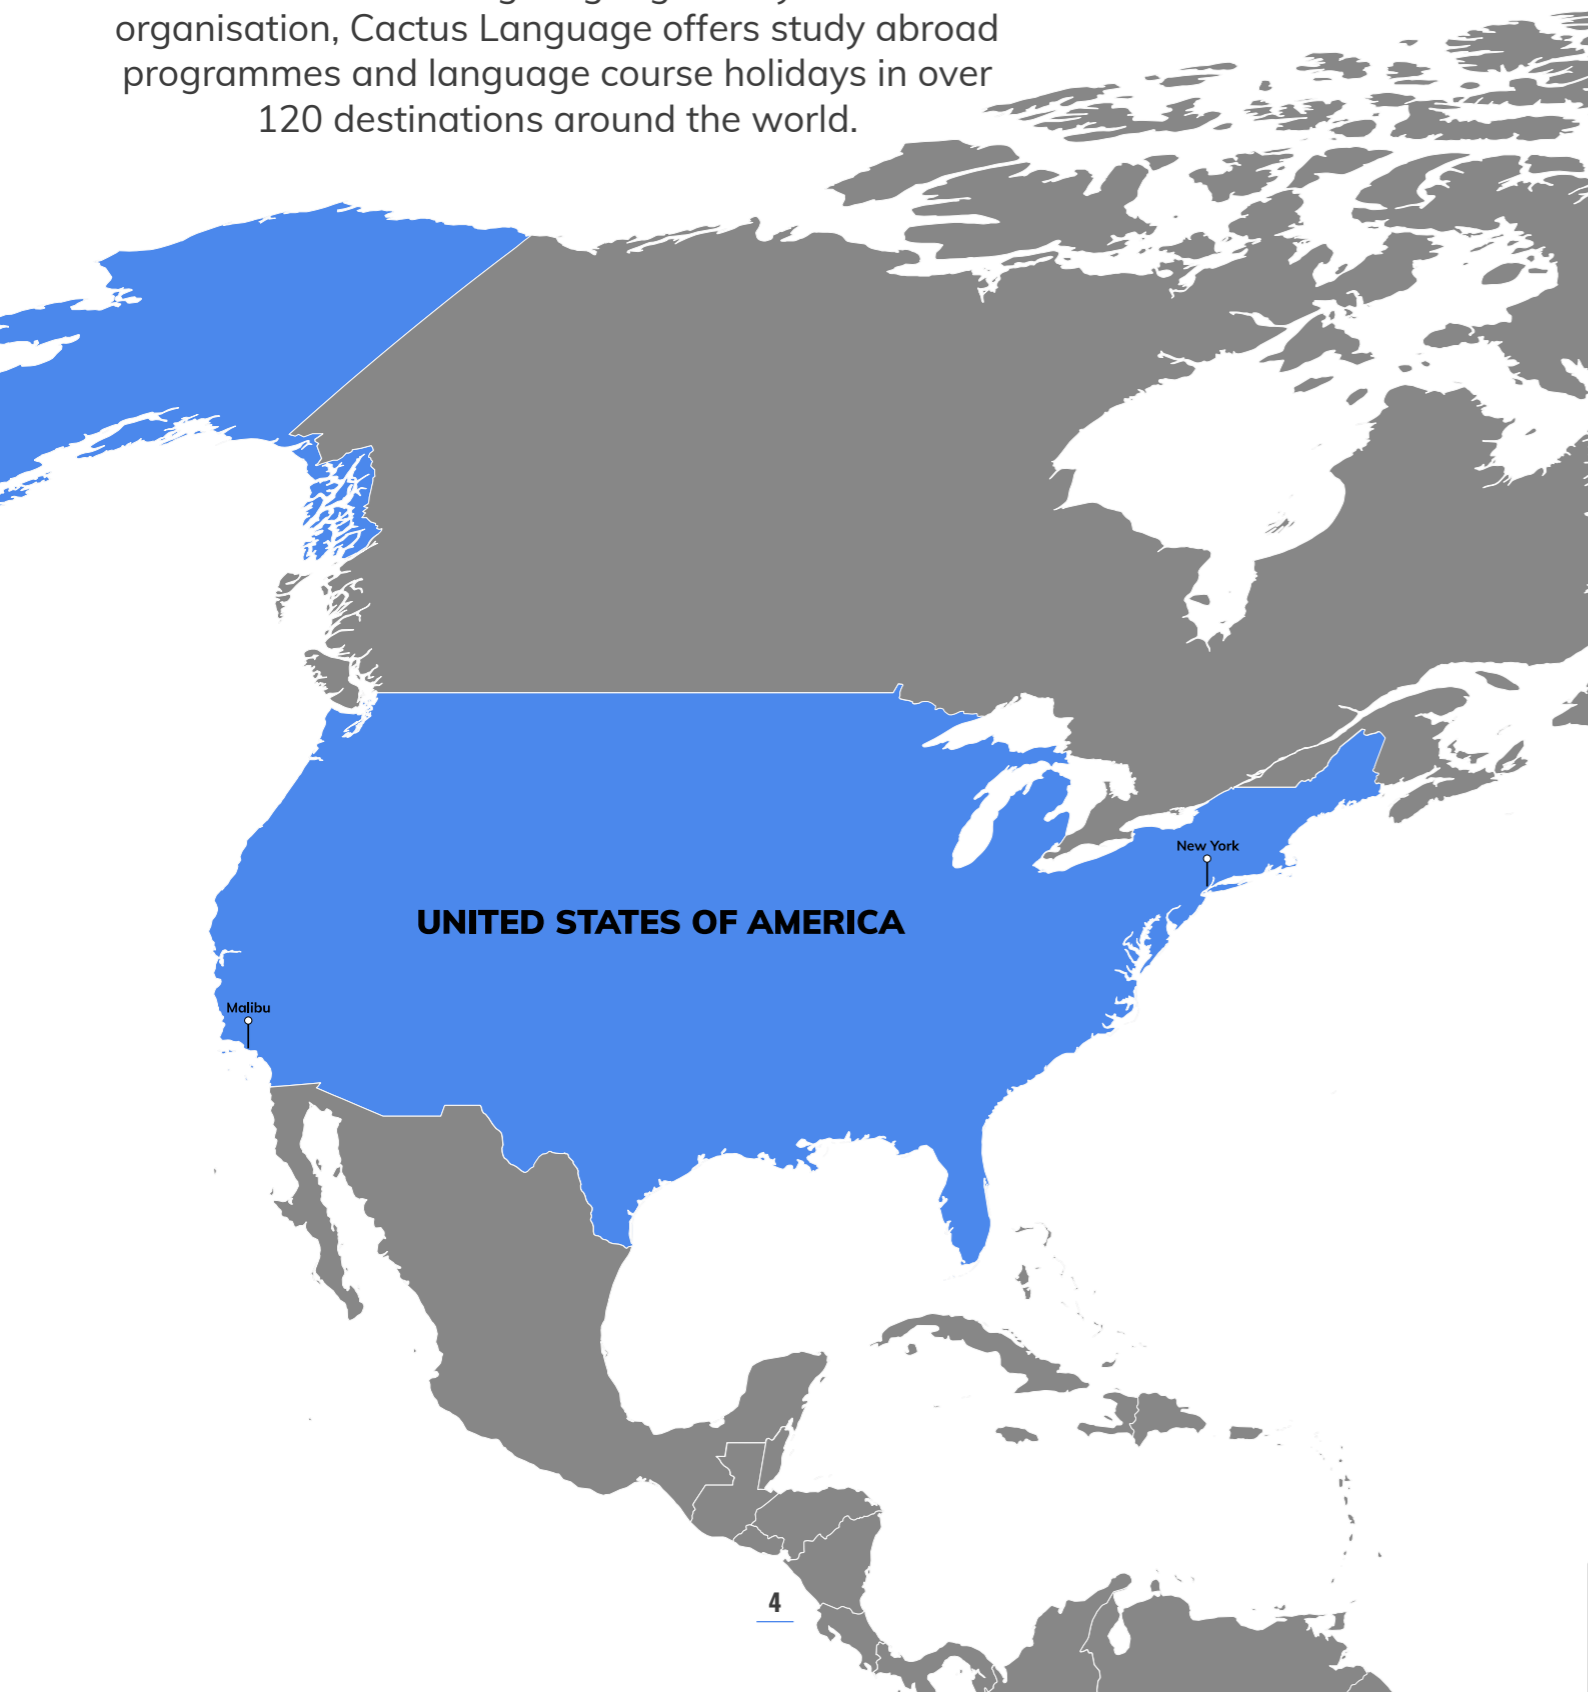 organisation, Cactus Language offers study abroad
programmes and language course holidays in over
120 destinations around the world.
New York
UNITED STATES OF AMERICA
Malibu
4